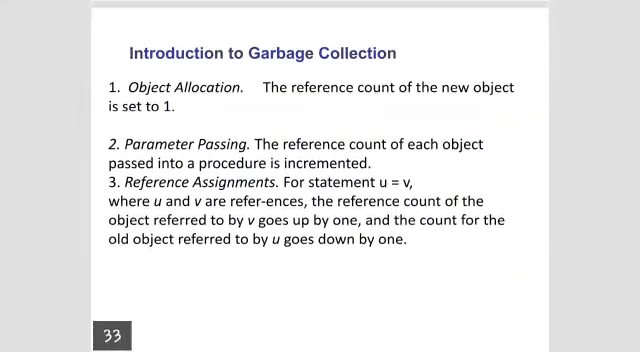 Introduction to Garbage Collection
1. Object Allocation. The reference count of the new object
is set to 1.
2. Parameter Passing. The reference count of each object
passed into a procedure is incremented.
3. Reference Assignments. For statement u = v,
where u and v are refer-ences, the reference count of the
object referred to by v goes up by one, and the count for the
old object referred to by u goes down by one.
33